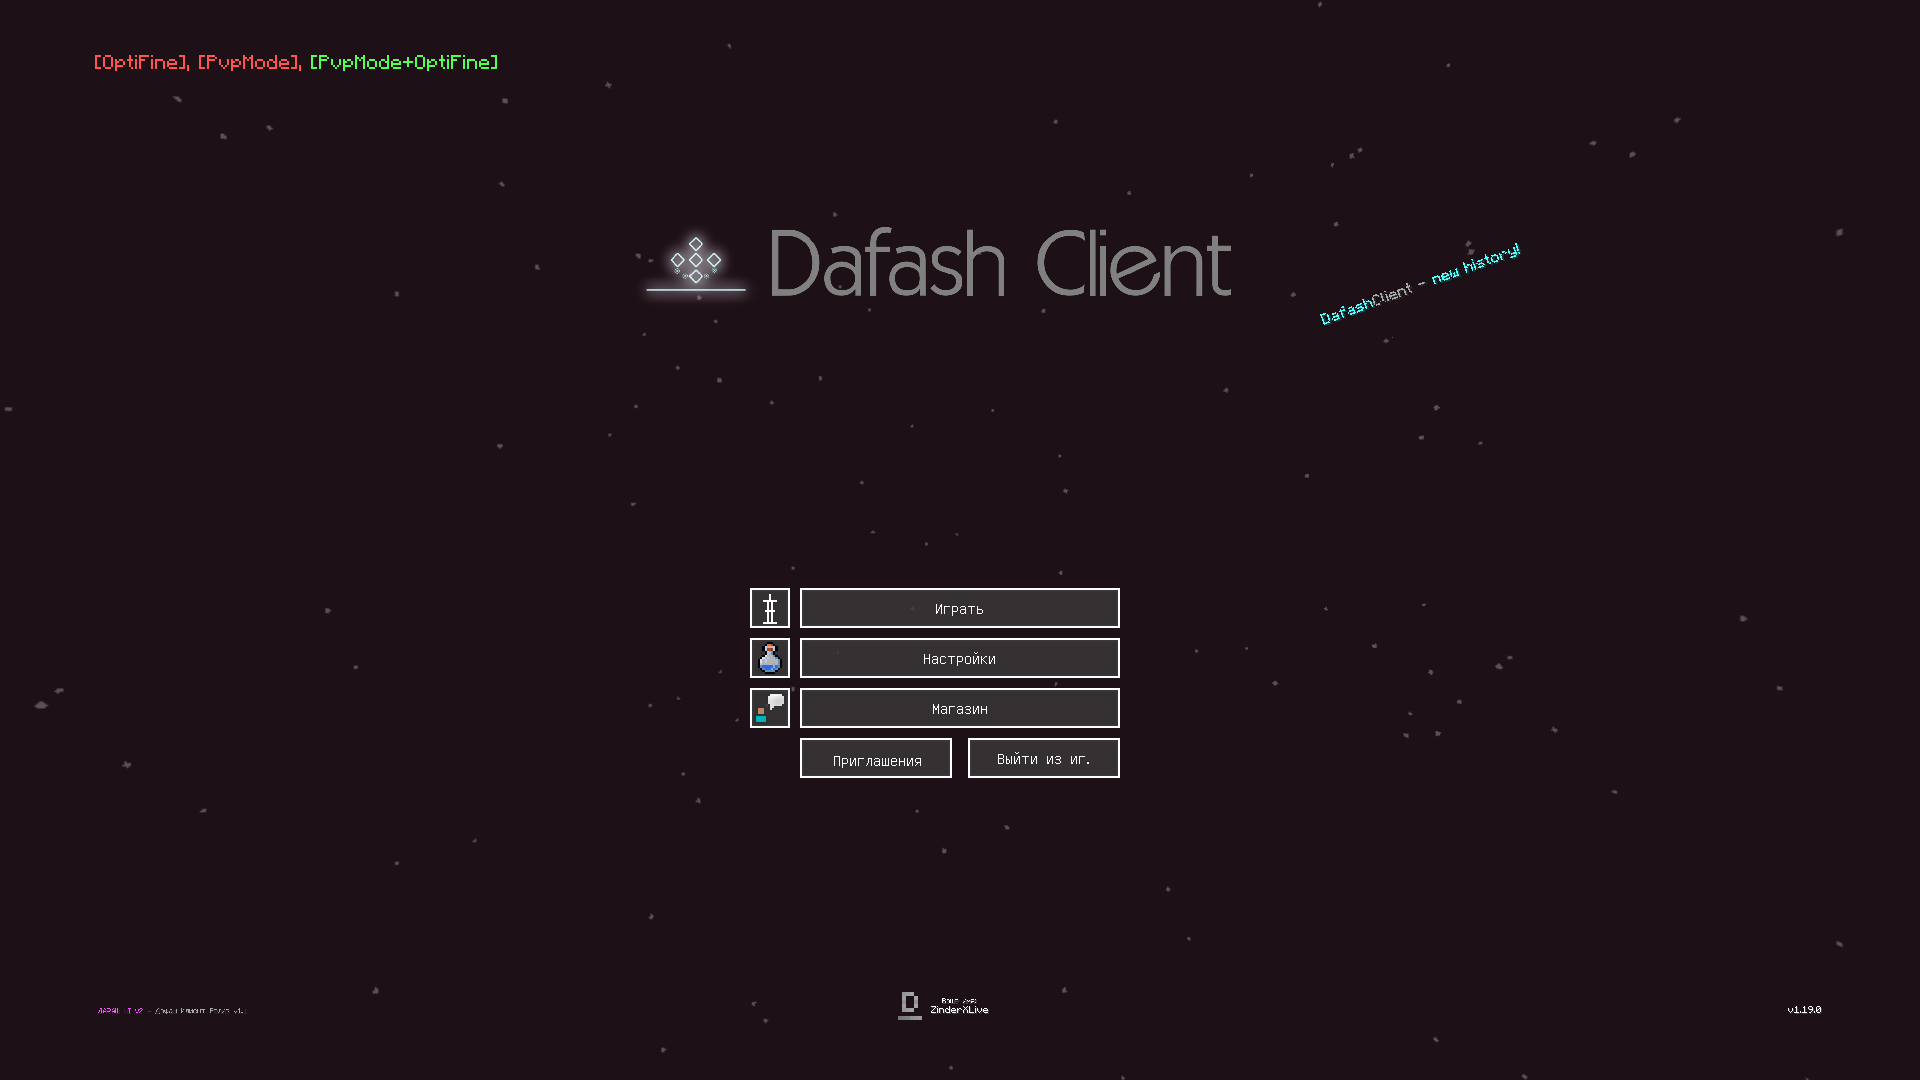 [OptiFine], [PvpMode], [PvpMode+OptiFine]
Dafash Client
DafashClient - new history!
Играть
Настройки
Магазин
Приглашения
Выйти из иг.
ZinderXLive
v1.19.0